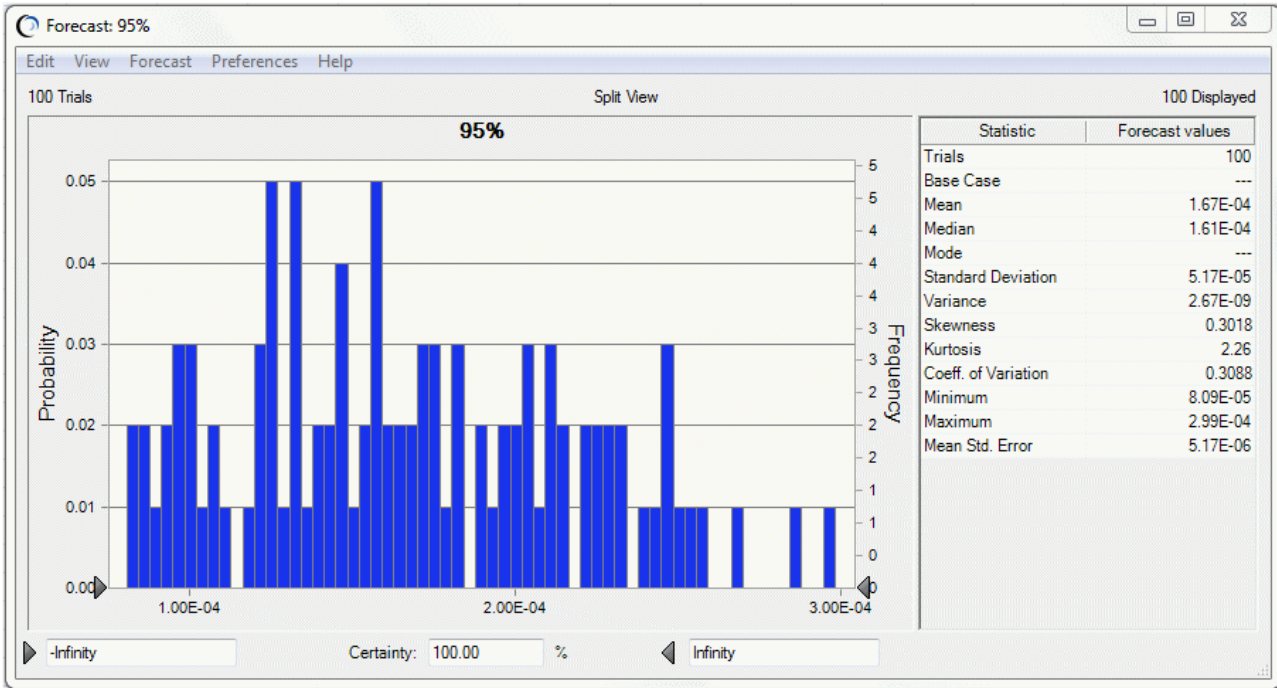 Forecast: 95%
Edit View Forecast Preferences Help
100 Trials Split View 100 Displayed
95%
Probability
0.05
0.04
0.03
0.02
0.01
0.00
5
5
4
4
4
3
3
2
2
2
1
1
0
0
Frequency
1.00E-04 2.00E-04 3.00E-04
Statistic Forecast values
Trials 100
Base Case ---
Mean 1.67E-04
Median 1.61E-04
Mode ---
Standard Deviation 5.17E-05
Variance 2.67E-09
Skewness 0.3018
Kurtosis 2.26
Coeff. of Variation 0.3088
Minimum 8.09E-05
Maximum 2.99E-04
Mean Std. Error 5.17E-06
-Infinity Certainty: 100.00 % Infinity